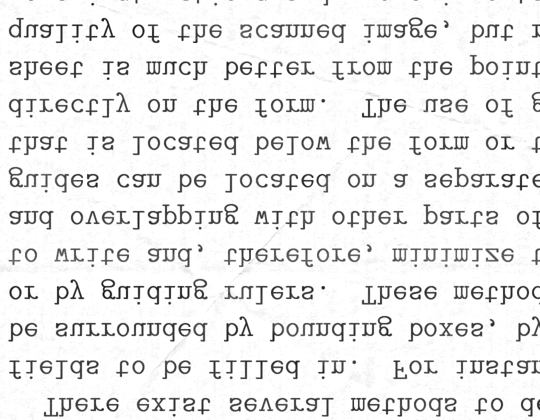 There exist several methods to de
fields to be filled in. For instan
be surrounded by bounding boxes, by
or by guiding rulers. These method
to write and, therefore, minimize t
and overlapping with other parts of
guides can be located on a separate
that is located below the form or t
directly on the form. The use of g
sheet is much better from the point
quality of the scanned image, but r